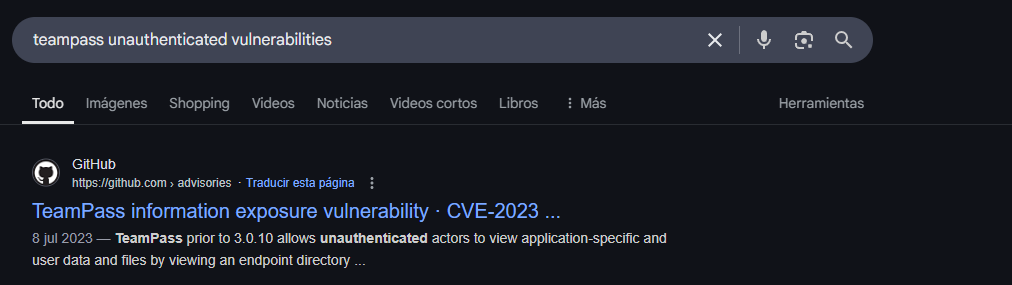 teampass unauthenticated vulnerabilities
Todo Imágenes Shopping Videos Noticias Videos cortos Libros Más Herramientas
GitHub
https://github.com › advisories · Traducir esta página
TeamPass information exposure vulnerability · CVE-2023 ...
8 jul 2023 — TeamPass prior to 3.0.10 allows unauthenticated actors to view application-specific and
user data and files by viewing an endpoint directory ...